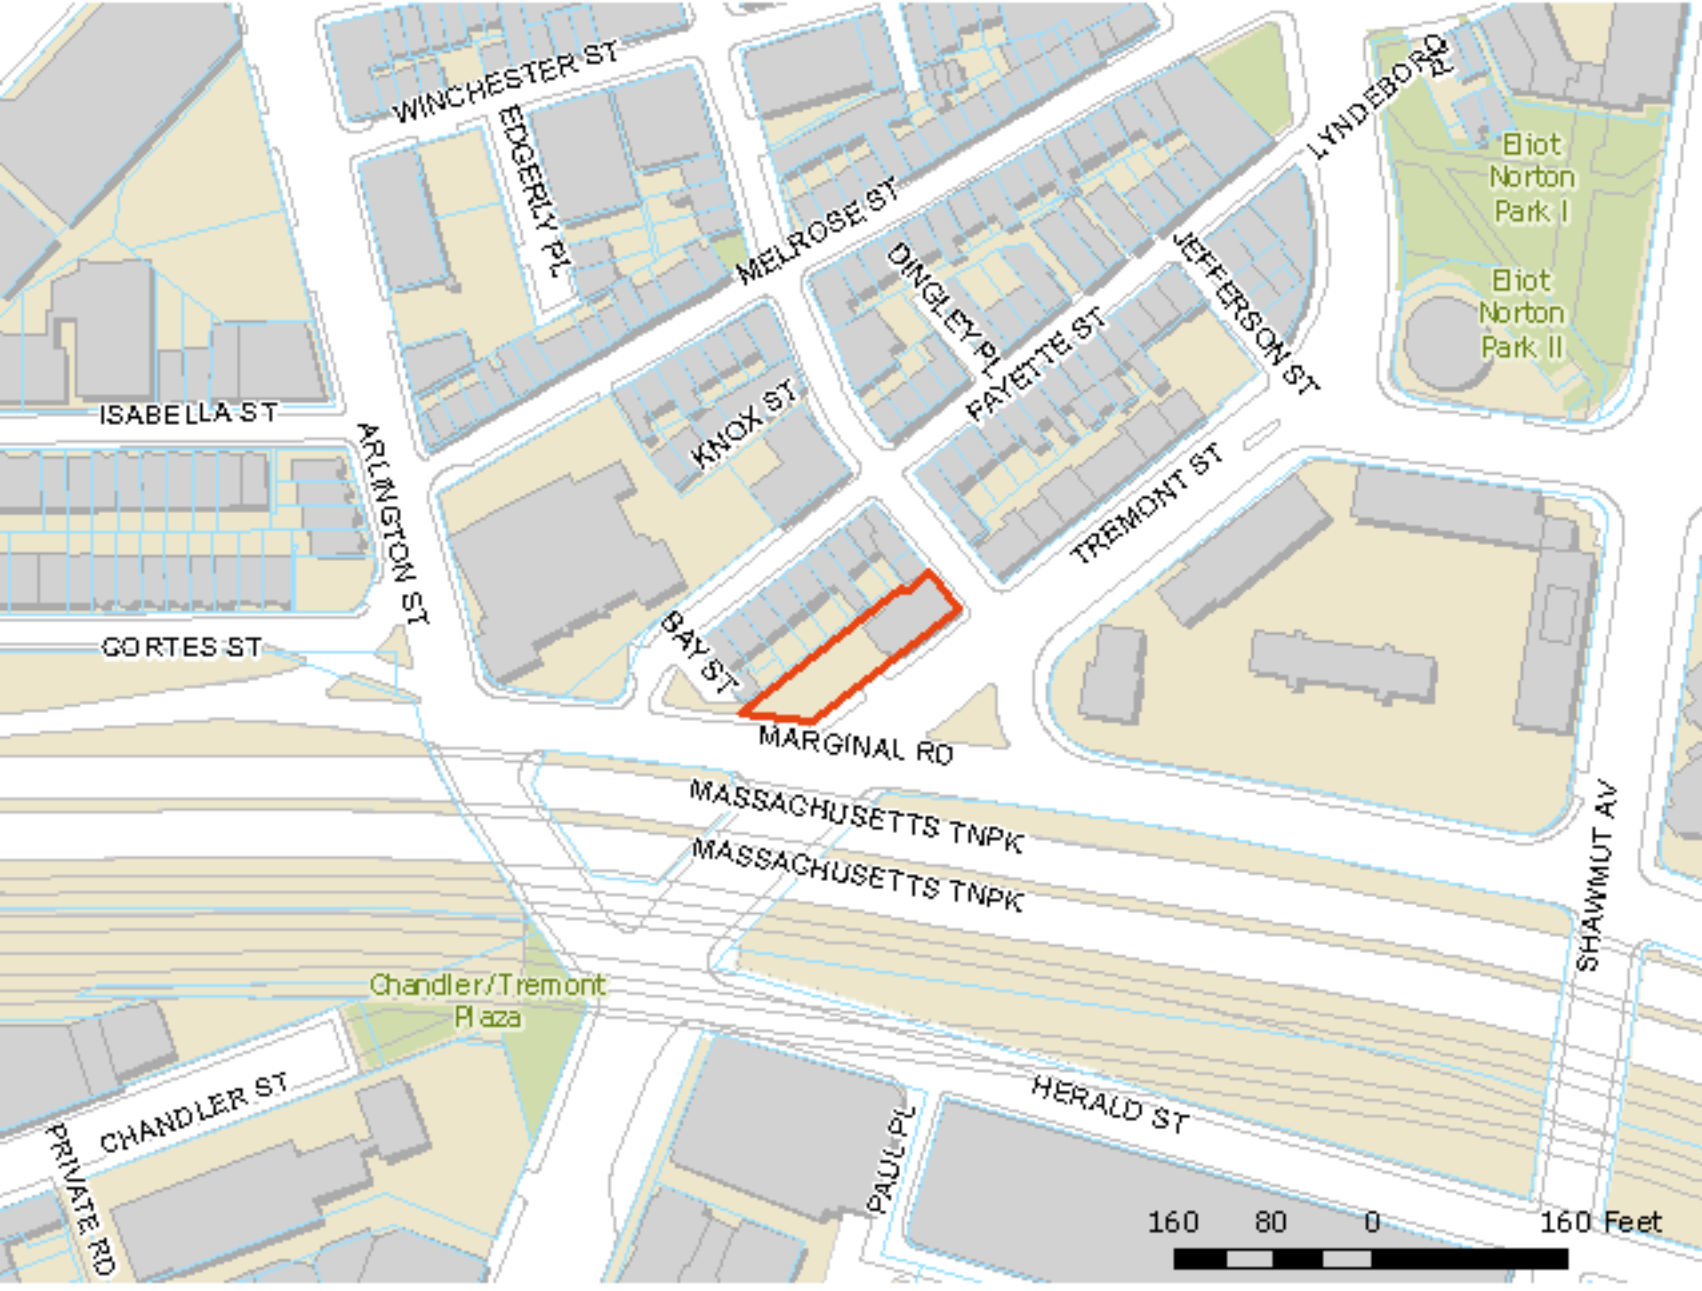 WINCHESTER ST
EDGERLY PL
MELROSE ST
LYNDEBORO
Eliot
Norton
Park I
JEFFERSON ST
DINGLEY PL
Eliot
Norton
Park II
FAYETTE ST
KNOX ST
ISABELLA ST
ARLINGTON ST
TREMONT ST
CORTES ST
BAY ST
MARGINAL RD
MASSACHUSETTS TNPK
MASSACHUSETTS TNPK
SHAWMUT AV
Chandler/Tremont
Plaza
HERALD ST
CHANDLER ST
PAUL PL
PRIVATE RD
160 80 0 160 Feet